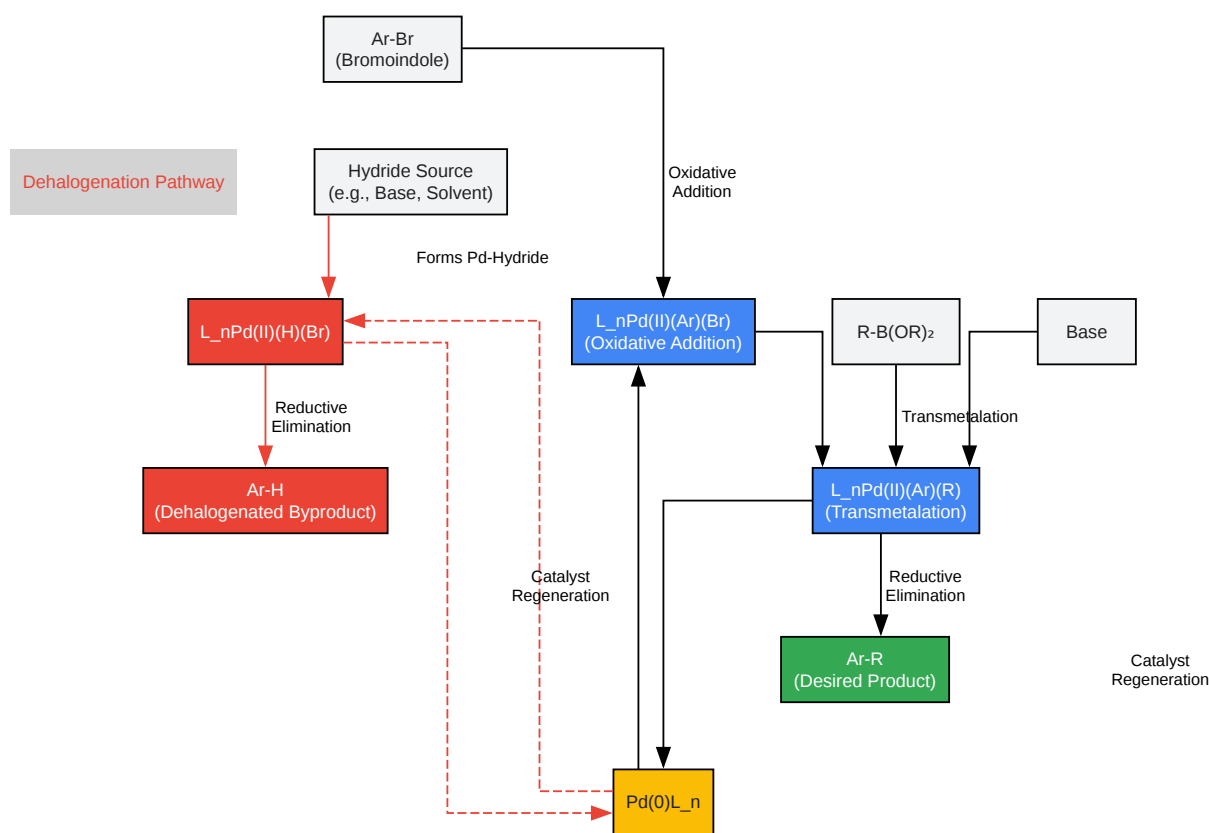 Ar-Br
(Bromoindole)
Dehalogenation Pathway
Hydride Source
(e.g., Base, Solvent)
Oxidative
Addition
Forms Pd-Hydride
L_nPd(II)(H)(Br)
L_nPd(II)(Ar)(Br)
(Oxidative Addition)
R-B(OR)₂
Base
Reductive
Elimination
Transmetalation
Ar-H
(Dehalogenated Byproduct)
L_nPd(II)(Ar)(R)
(Transmetalation)
Catalyst
Regeneration
Reductive
Elimination
Ar-R
(Desired Product)
Catalyst
Regeneration
Pd(0)L_n